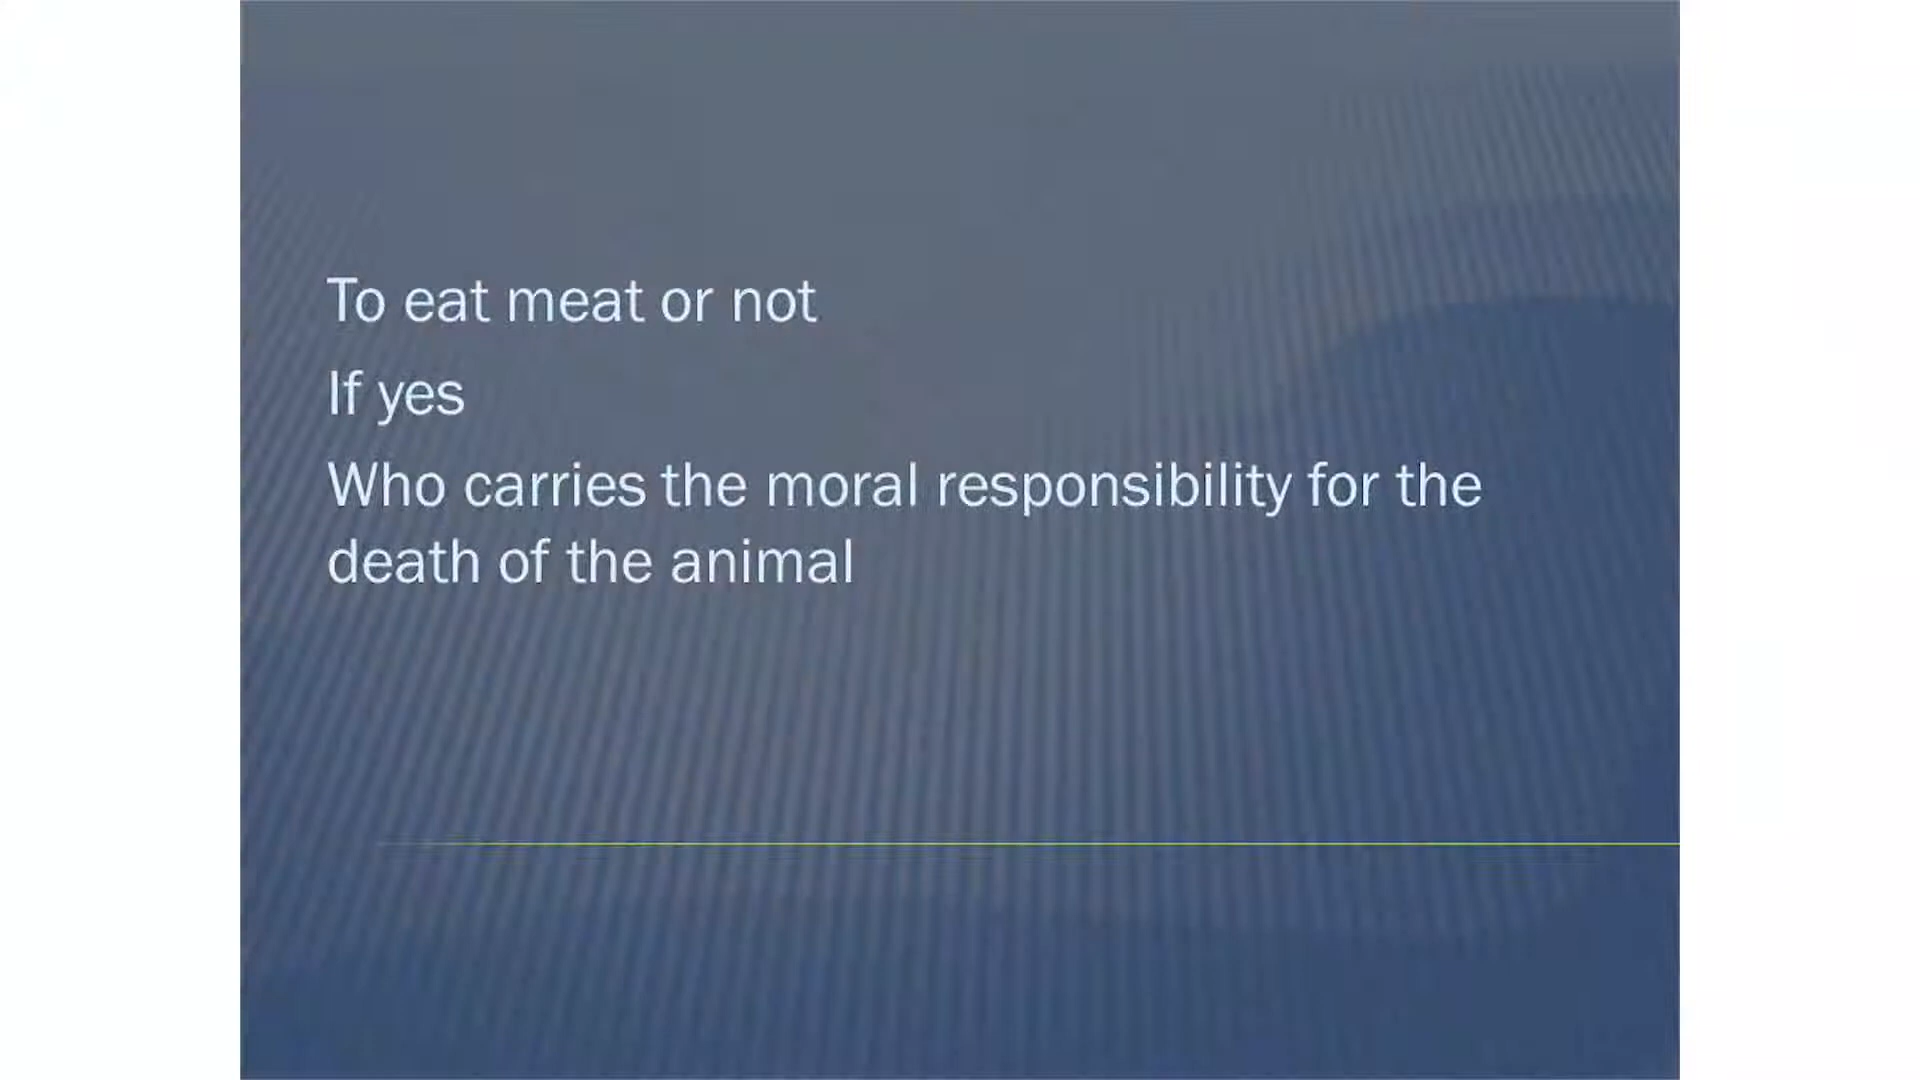 To eat meat or not
If yes
Who carries the moral responsibility for the
death of the animal